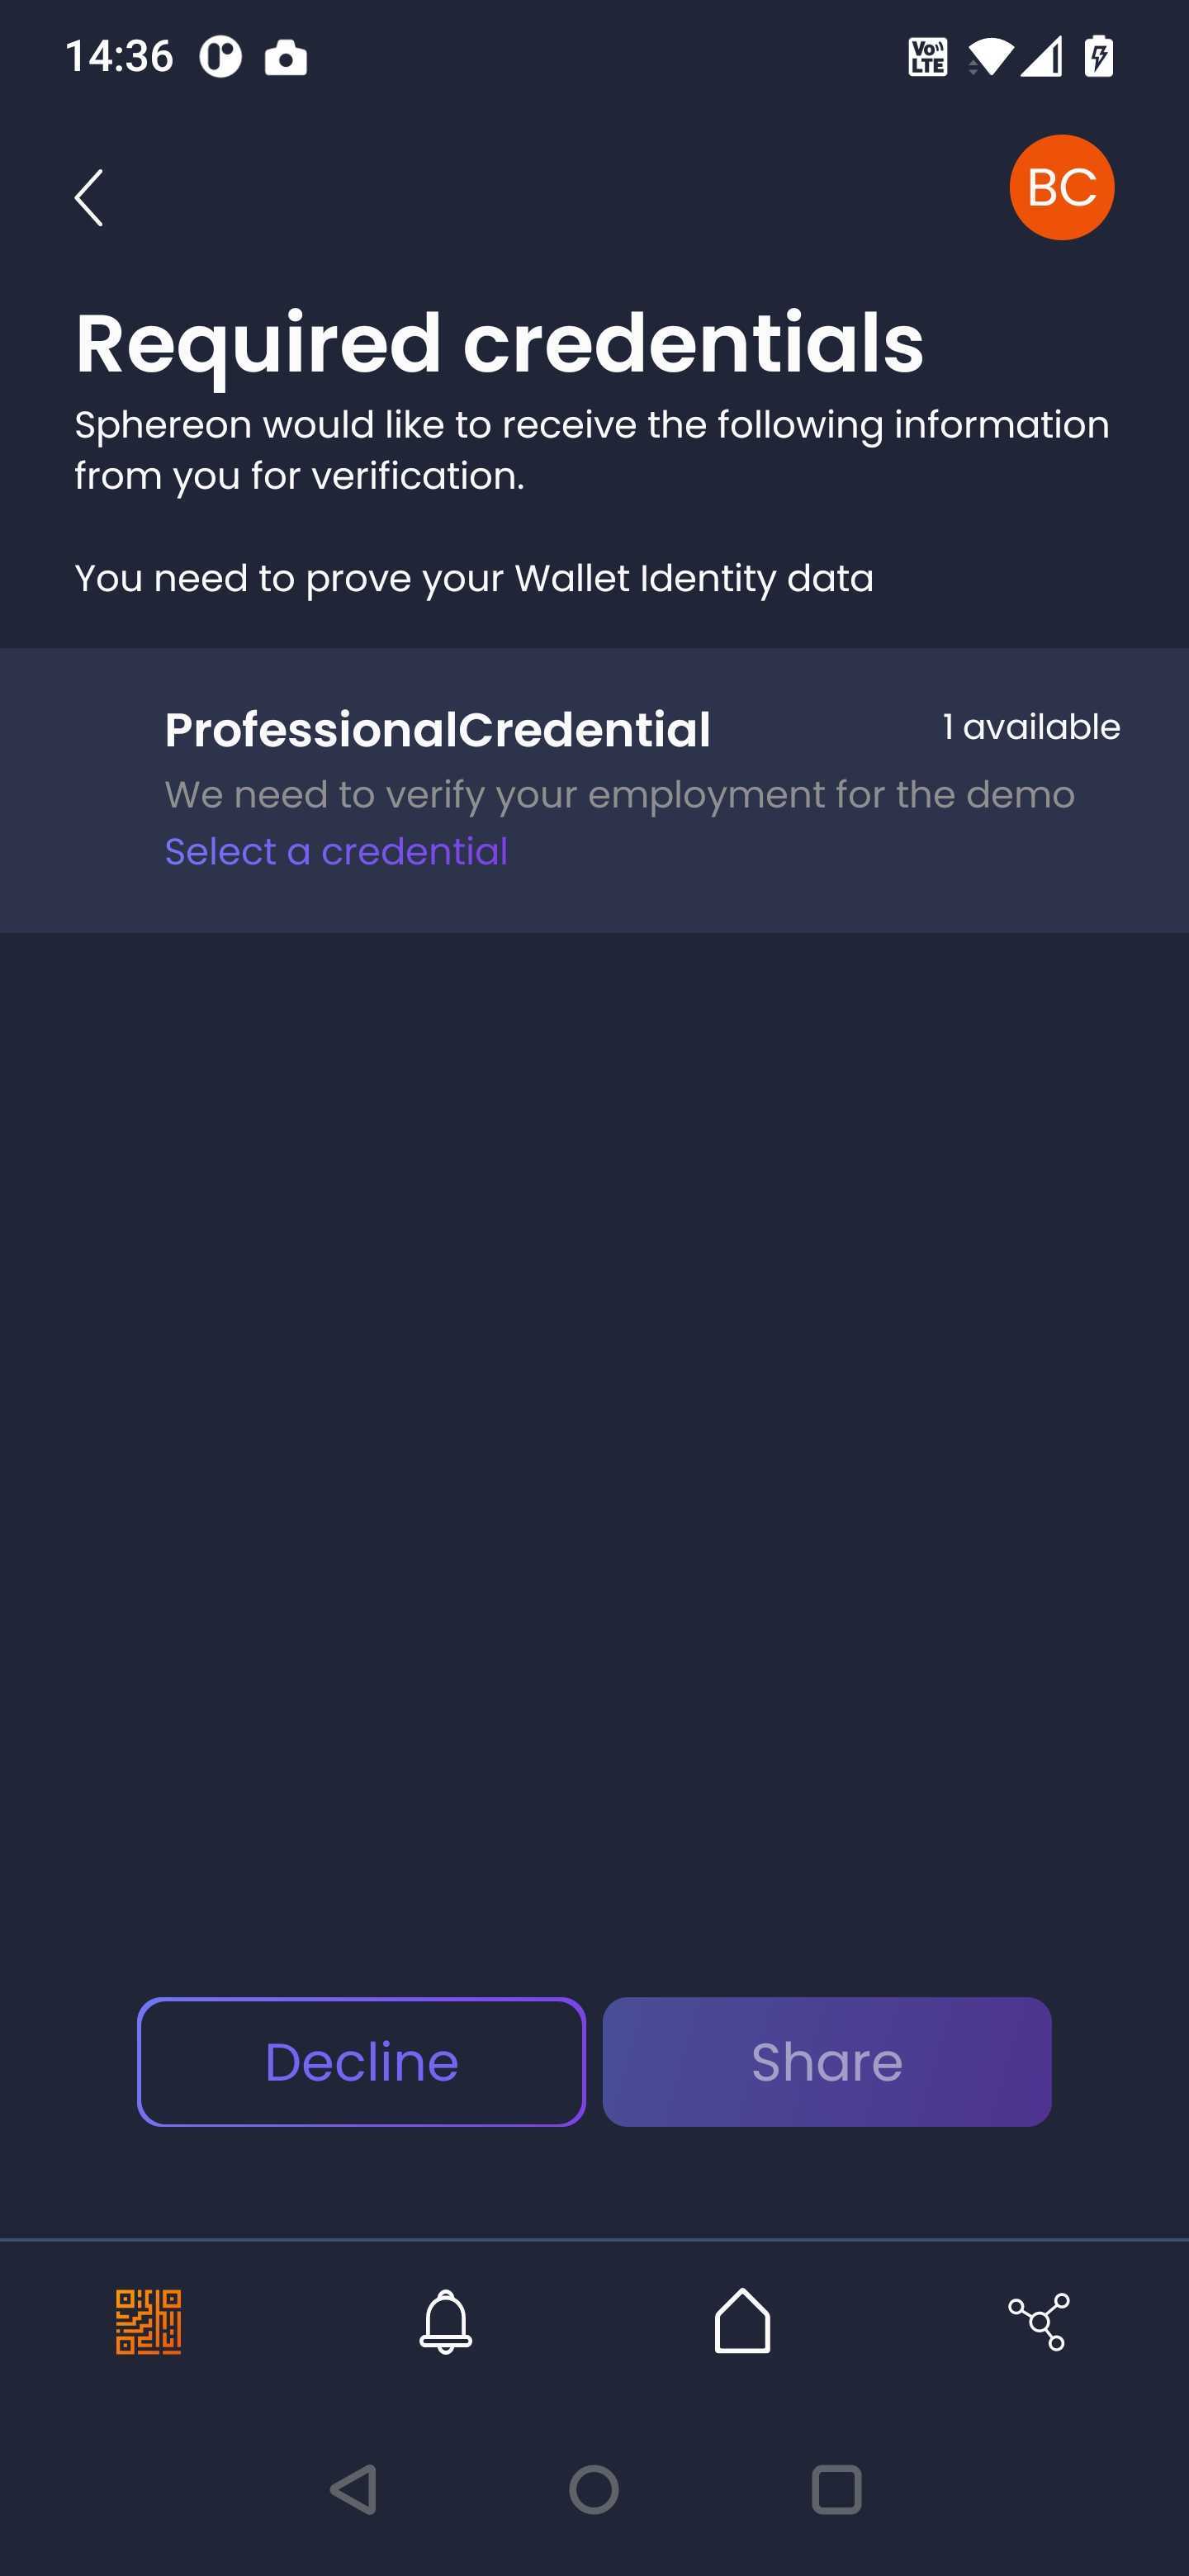 14:36
Vo LTE
BC
Required credentials
Sphereon would like to receive the following information
from you for verification.
You need to prove your Wallet Identity data
ProfessionalCredential
1 available
We need to verify your employment for the demo
Select a credential
Decline
Share